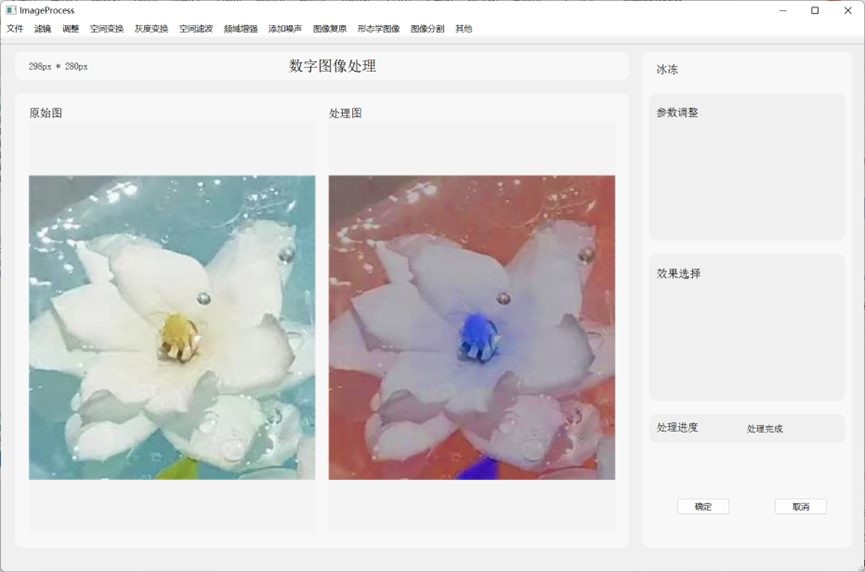 ImageProcess
文件 滤镜 调整 空间变换 灰度变换 空间滤波 频域增强 添加噪声 图像复原 形态学图像 图像分割 其他
298px * 280px 数字图像处理
冰冻
原始图 处理图
参数调整
效果选择
处理进度 处理完成
确定 取消